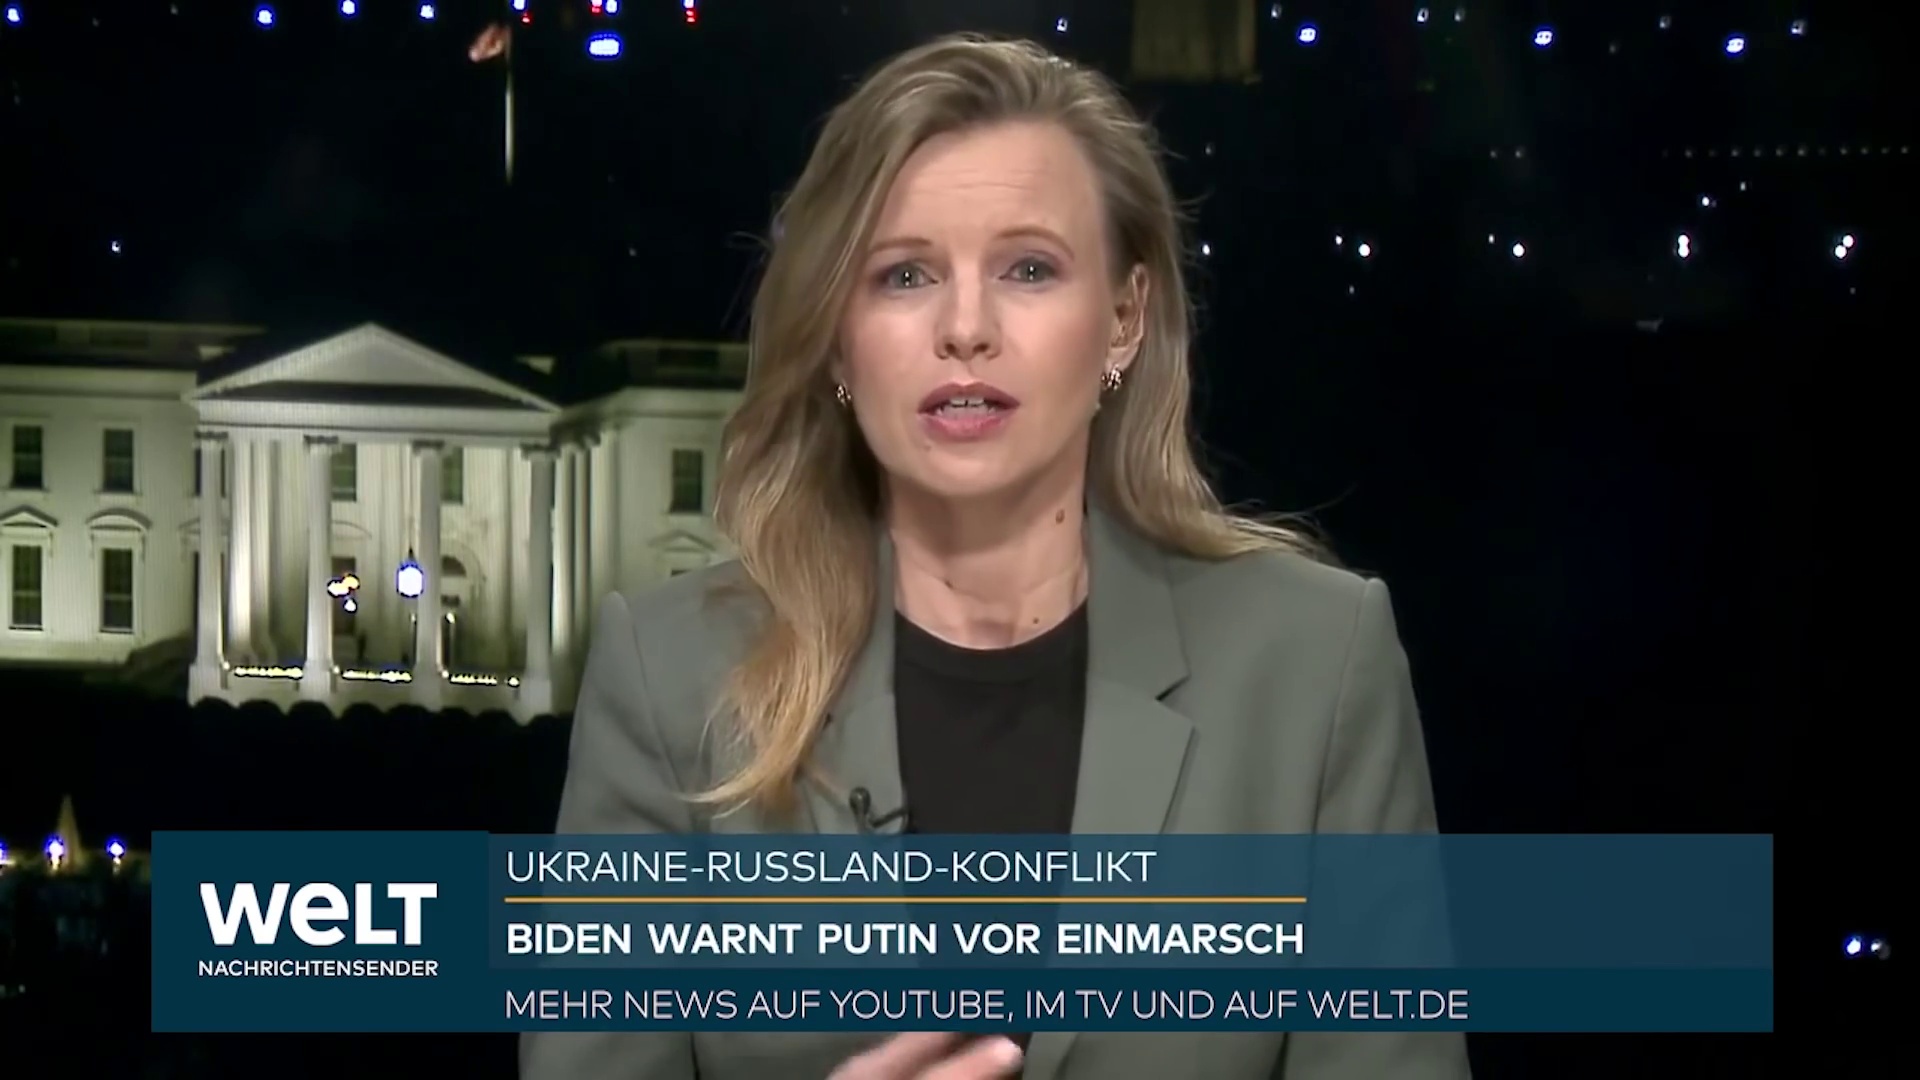 UKRAINE-RUSSLAND-KONFLIKT
BIDEN WARNT PUTIN VOR EINMARSCH
WELT
NACHRICHTENSENDER
MEHR NEWS AUF YOUTUBE, IM TV UND AUF WELT.DE